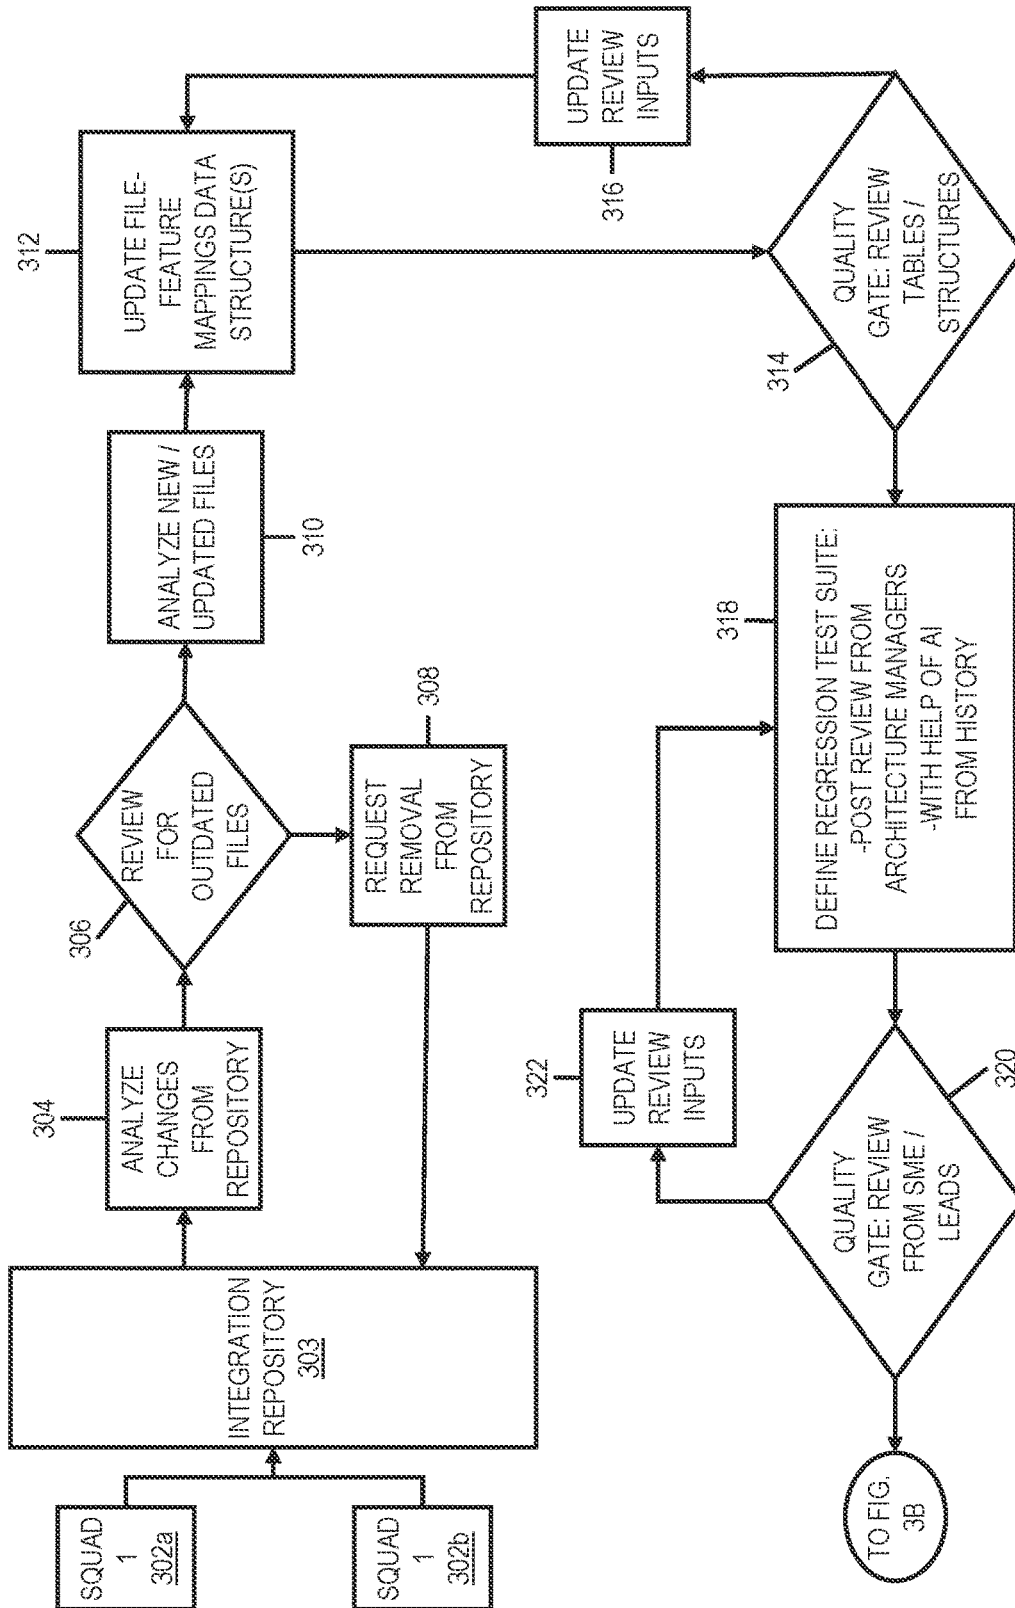 SQUAD
1
302a
SQUAD
1
302b
INTEGRATION
REPOSITORY
303
304
ANALYZE
CHANGES
FROM
REPOSITORY
306
REVIEW
FOR
OUTDATED
FILES
REQUEST
REMOVAL
FROM
REPOSITORY
308
ANALYZE NEW /
UPDATED FILES
310
312
UPDATE FILE-
FEATURE
MAPPINGS DATA
STRUCTURE(S)
UPDATE
REVIEW
INPUTS
316
314
QUALITY
GATE: REVIEW
TABLES /
STRUCTURES
318
DEFINE REGRESSION TEST SUITE:
-POST REVIEW FROM
ARCHITECTURE MANAGERS
-WITH HELP OF AI
FROM HISTORY
322
UPDATE
REVIEW
INPUTS
QUALITY
GATE: REVIEW
FROM SME /
LEADS
320
TO FIG.
3B